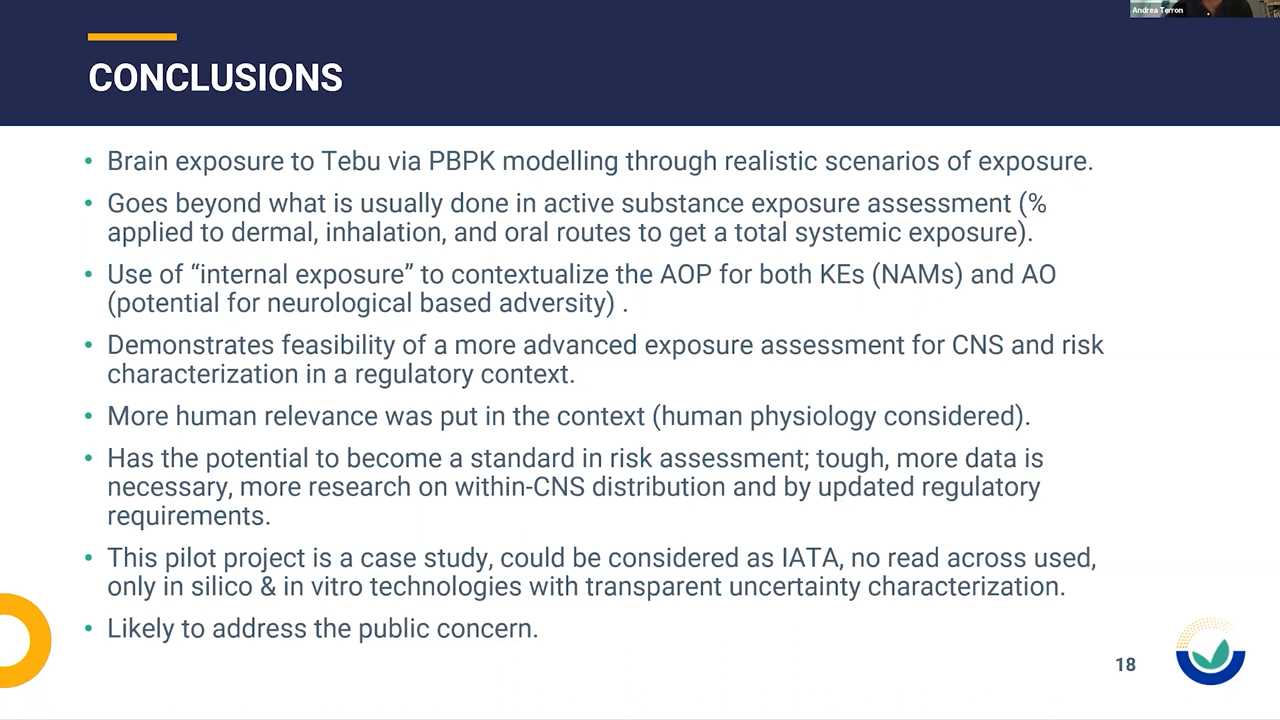 Andrea Terron
CONCLUSIONS
• Brain exposure to Tebu via PBPK modelling through realistic scenarios of exposure.
• Goes beyond what is usually done in active substance exposure assessment (%
applied to dermal, inhalation, and oral routes to get a total systemic exposure).
• Use of “internal exposure” to contextualize the AOP for both KEs (NAMs) and AO
(potential for neurological based adversity) .
• Demonstrates feasibility of a more advanced exposure assessment for CNS and risk
characterization in a regulatory context.
• More human relevance was put in the context (human physiology considered).
• Has the potential to become a standard in risk assessment; tough, more data is
necessary, more research on within-CNS distribution and by updated regulatory
requirements.
• This pilot project is a case study, could be considered as IATA, no read across used,
only in silico & in vitro technologies with transparent uncertainty characterization.
• Likely to address the public concern.
18